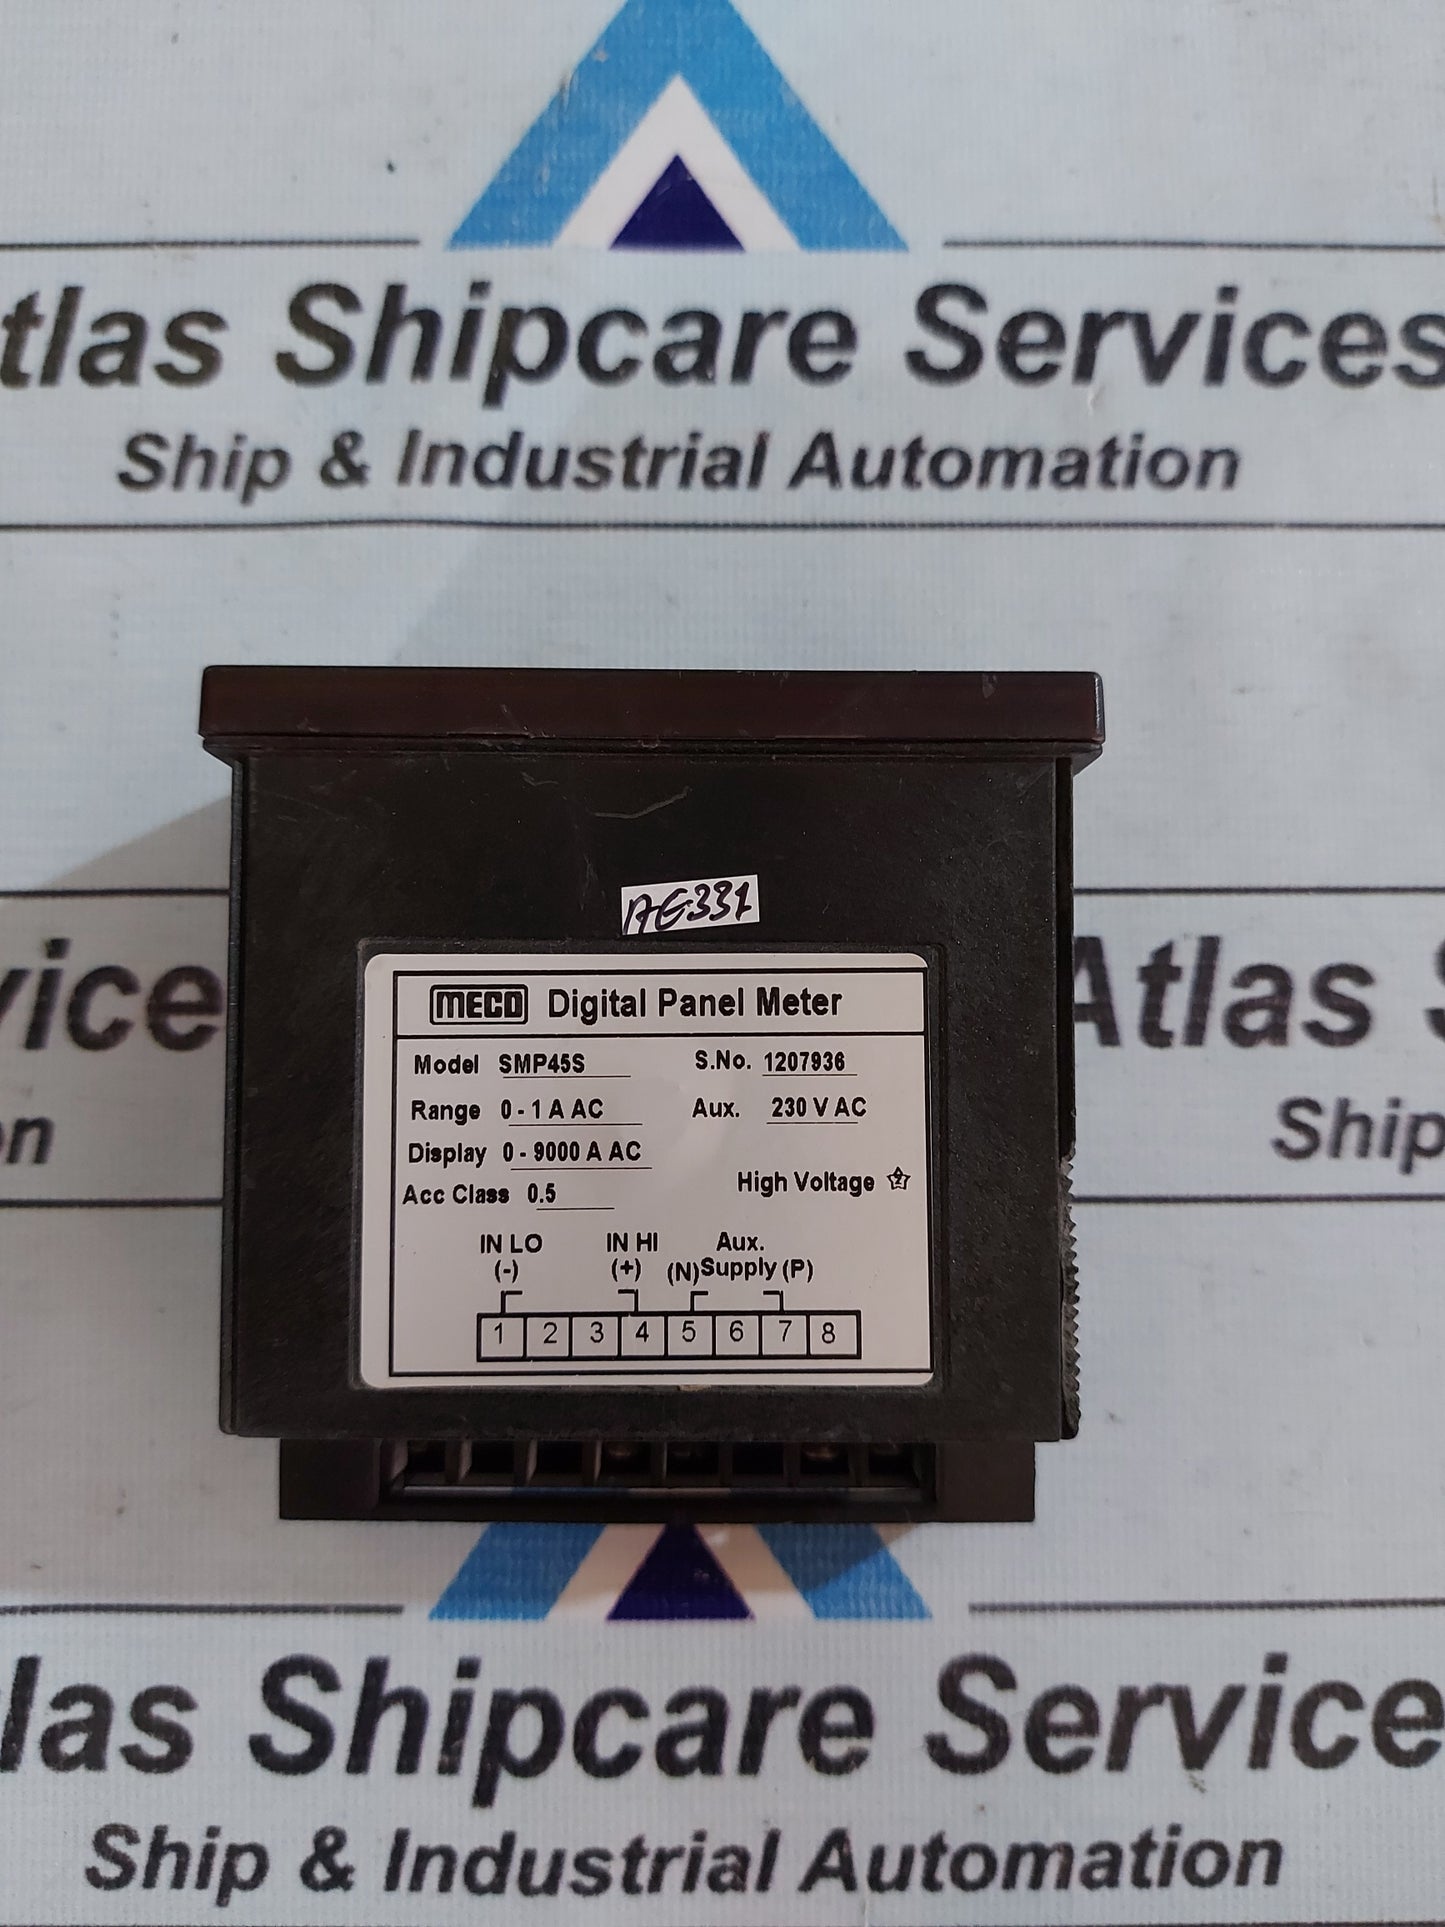 tlas Shipcare Services
Ship & Industrial Automation
vice
Atlas S
on
Ship
AE331
MECO Digital Panel Meter
Model SMP45S S.No. 1207936
Range 0 - 1 A AC Aux. 230 V AC
Display 0 - 9000 A AC
High Voltage 2
Acc Class 0.5
IN LO IN HI Aux.
(-) (+) (N) Supply (P)
1 2 3 4 5 6 7 8
las Shipcare Service
Ship & Industrial Automation